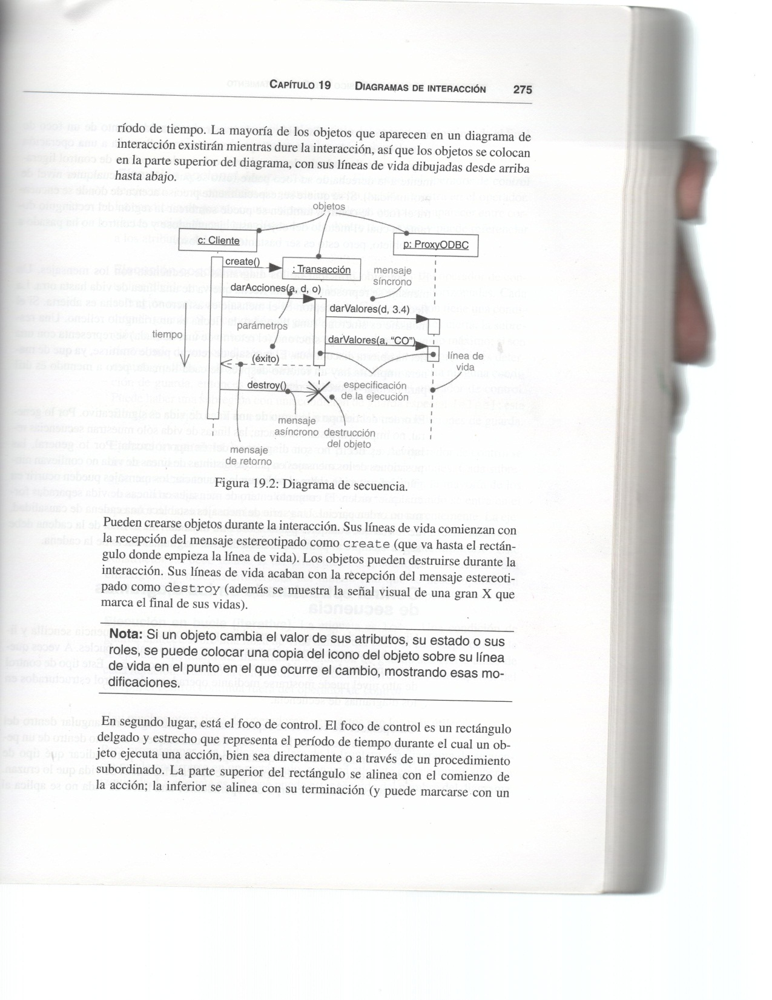 CAPÍTULO 19 DIAGRAMAS DE INTERACCIÓN 275
ríodo de tiempo. La mayoría de los objetos que aparecen en un diagrama de
interacción existirán mientras dure la interacción, así que los objetos se colocan
en la parte superior del diagrama, con sus líneas de vida dibujadas desde arriba
hasta abajo.
objetos
c: Cliente
p: ProxyODBC
create()
: Transacción
mensaje
síncrono
darAcciones(a, d, o)
darValores(d, 3.4)
parámetros
tiempo
darValores(a, “CO”)
(éxito)
línea de
vida
destroy()
especificación
de la ejecución
mensaje
asíncrono
destrucción
del objeto
mensaje
de retorno
Figura 19.2: Diagrama de secuencia.
Pueden crearse objetos durante la interacción. Sus líneas de vida comienzan con
la recepción del mensaje estereotipado como create (que va hasta el rectán-
gulo donde empieza la línea de vida). Los objetos pueden destruirse durante la
interacción. Sus líneas de vida acaban con la recepción del mensaje estereoti-
pado como destroy (además se muestra la señal visual de una gran X que
marca el final de sus vidas).
Nota: Si un objeto cambia el valor de sus atributos, su estado o sus
roles, se puede colocar una copia del icono del objeto sobre su línea
de vida en el punto en el que ocurre el cambio, mostrando esas mo-
dificaciones.
En segundo lugar, está el foco de control. El foco de control es un rectángulo
delgado y estrecho que representa el período de tiempo durante el cual un ob-
jeto ejecuta una acción, bien sea directamente o a través de un procedimiento
subordinado. La parte superior del rectángulo se alinea con el comienzo de
la acción; la inferior se alinea con su terminación (y puede marcarse con un